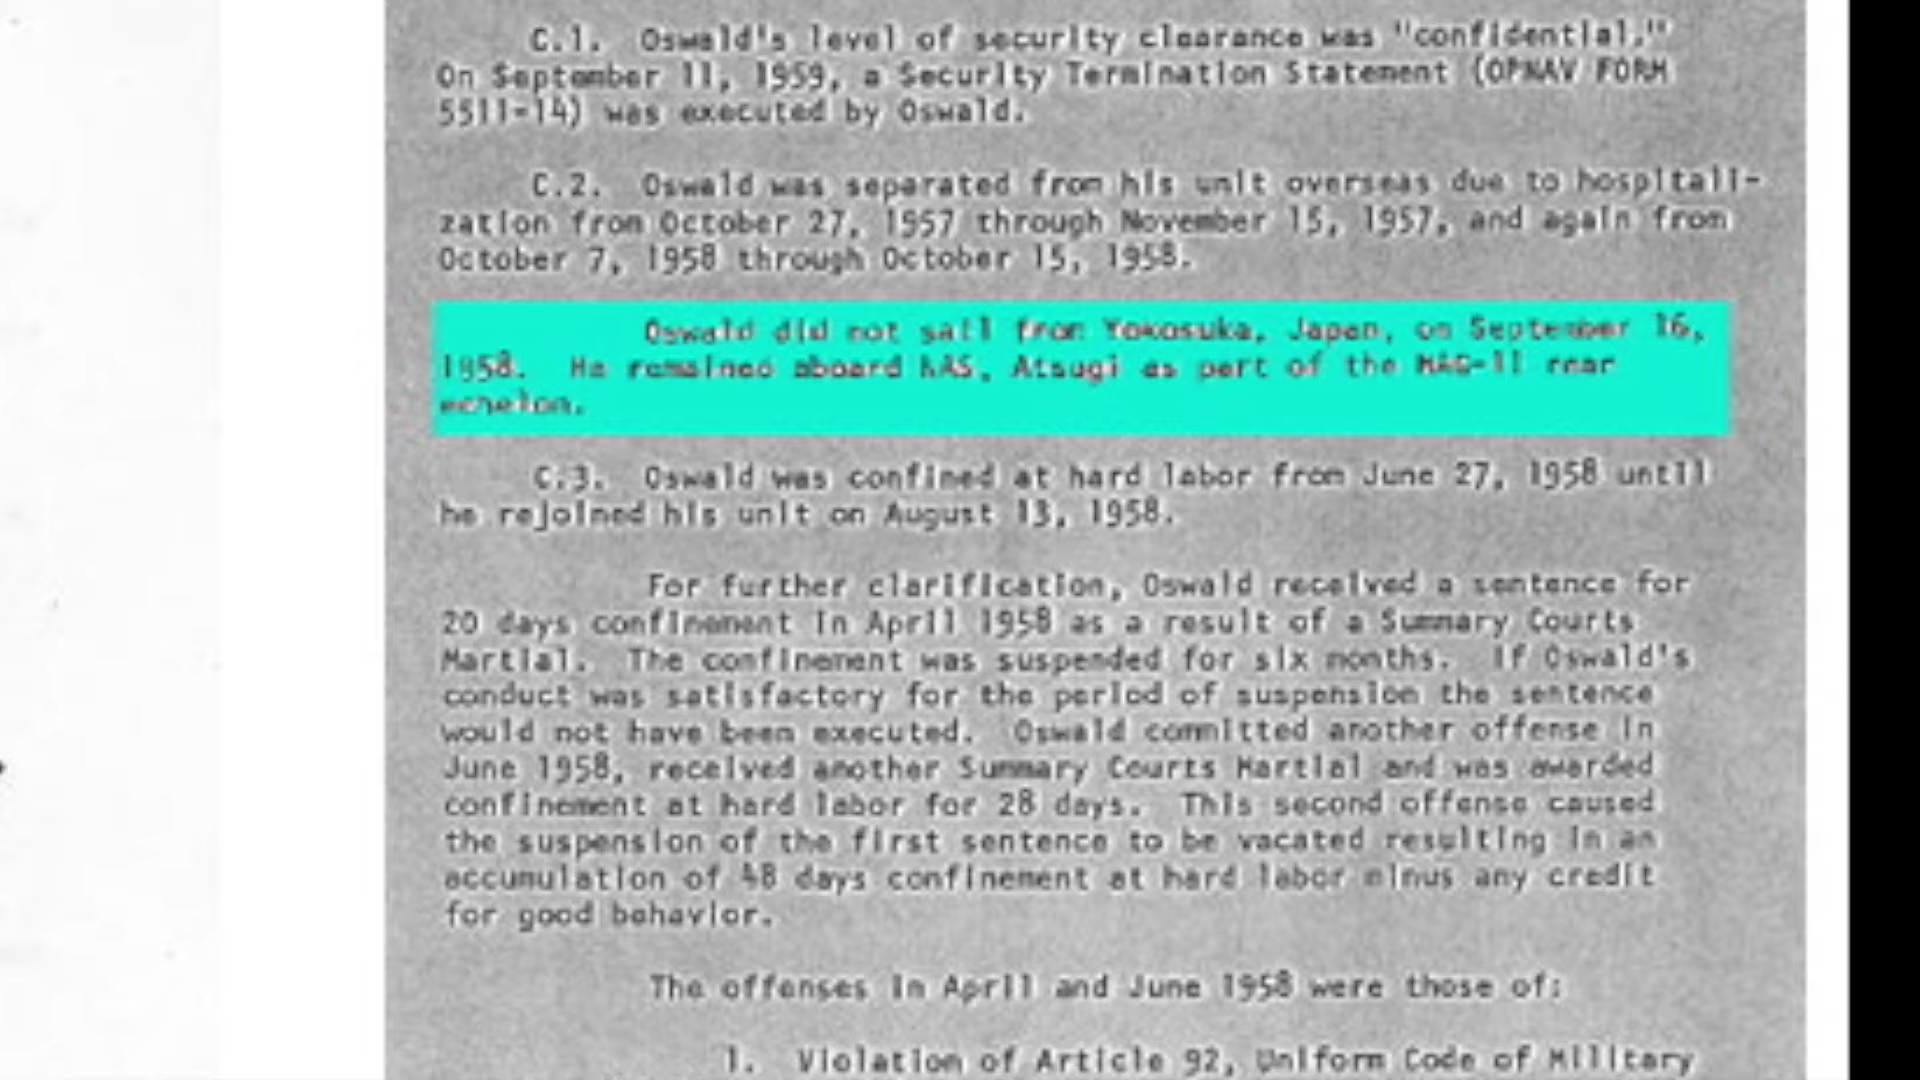 C.1. Oswald's level of security clearance was "confidential."
On September 11, 1959, a Security Termination Statement (OPNAV FORM
5511-14) was executed by Oswald.
C.2. Oswald was separated from his unit overseas due to hospitali-
zation from October 27, 1957 through November 15, 1957, and again from
October 7, 1958 through October 15, 1958.
Oswald did not sail from Yokosuka, Japan, on September 16,
1958. He remained aboard NAS, Atsugi as part of the MAG-11 rear
echelon.
C.3. Oswald was confined at hard labor from June 27, 1958 until
he rejoined his unit on August 13, 1958.
For further clarification, Oswald received a sentence for
20 days confinement in April 1958 as a result of a Summary Courts
Martial. The confinement was suspended for six months. If Oswald's
conduct was satisfactory for the period of suspension the sentence
would not have been executed. Oswald committed another offense in
June 1958, received another Summary Courts Martial and was awarded
confinement at hard labor for 28 days. This second offense caused
the suspension of the first sentence to be vacated resulting in an
accumulation of 48 days confinement at hard labor minus any credit
for good behavior.
The offenses in April and June 1958 were those of:
1. Violation of Article 92, Uniform Code of Military